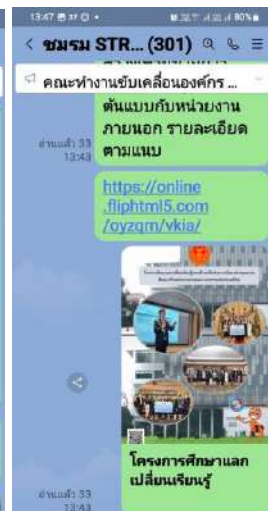 13:47
80%
ชมรม STR... (301)
คณะทำงานขับเคลื่อนองค์กร ...
ต้นแบบกับหน่วยงาน
ภายนอก รายละเอียด
ตามแนบ
อ่านแล้ว 33
13:43
https://online
.fliphtml5.com
/oyzqm/vkia/
โครงการศึกษาแลก
เปลี่ยนเรียนรู้
อ่านแล้ว 33
13:43